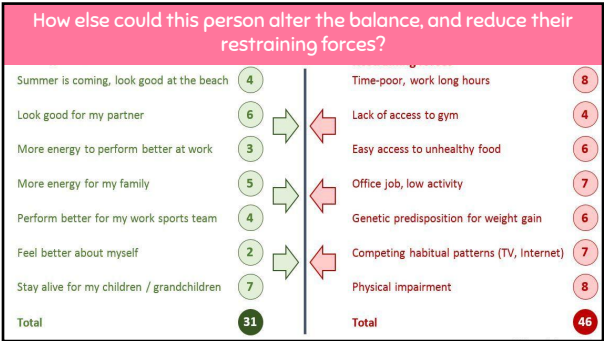 How else could this person alter the balance, and reduce their
restraining forces?
Summer is coming, look good at the beach 4
Time-poor, work long hours 8
Look good for my partner 6
Lack of access to gym 4
More energy to perform better at work 3
Easy access to unhealthy food 6
More energy for my family 5
Office job, low activity 7
Perform better for my work sports team 4
Genetic predisposition for weight gain 6
Feel better about myself 2
Competing habitual patterns (TV, Internet) 7
Stay alive for my children / grandchildren 7
Physical impairment 8
Total 31
Total 46